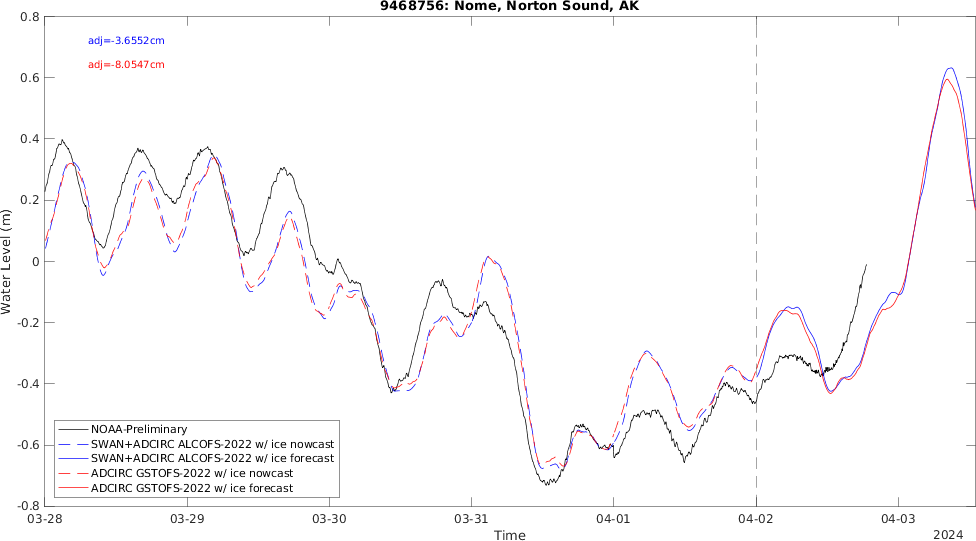 9468756: Nome, Norton Sound, AK
adj=-3.6552cm
adj=-8.0547cm
Water Level (m)
0.8
0.6
0.4
0.2
0
-0.2
-0.4
-0.6
-0.8
NOAA-Preliminary
SWAN+ADCIRC ALCOFS-2022 w/ ice nowcast
SWAN+ADCIRC ALCOFS-2022 w/ ice forecast
ADCIRC GSTOFS-2022 w/ ice nowcast
ADCIRC GSTOFS-2022 w/ ice forecast
03-28 03-29 03-30 03-31 04-01 04-02 04-03
Time
2024